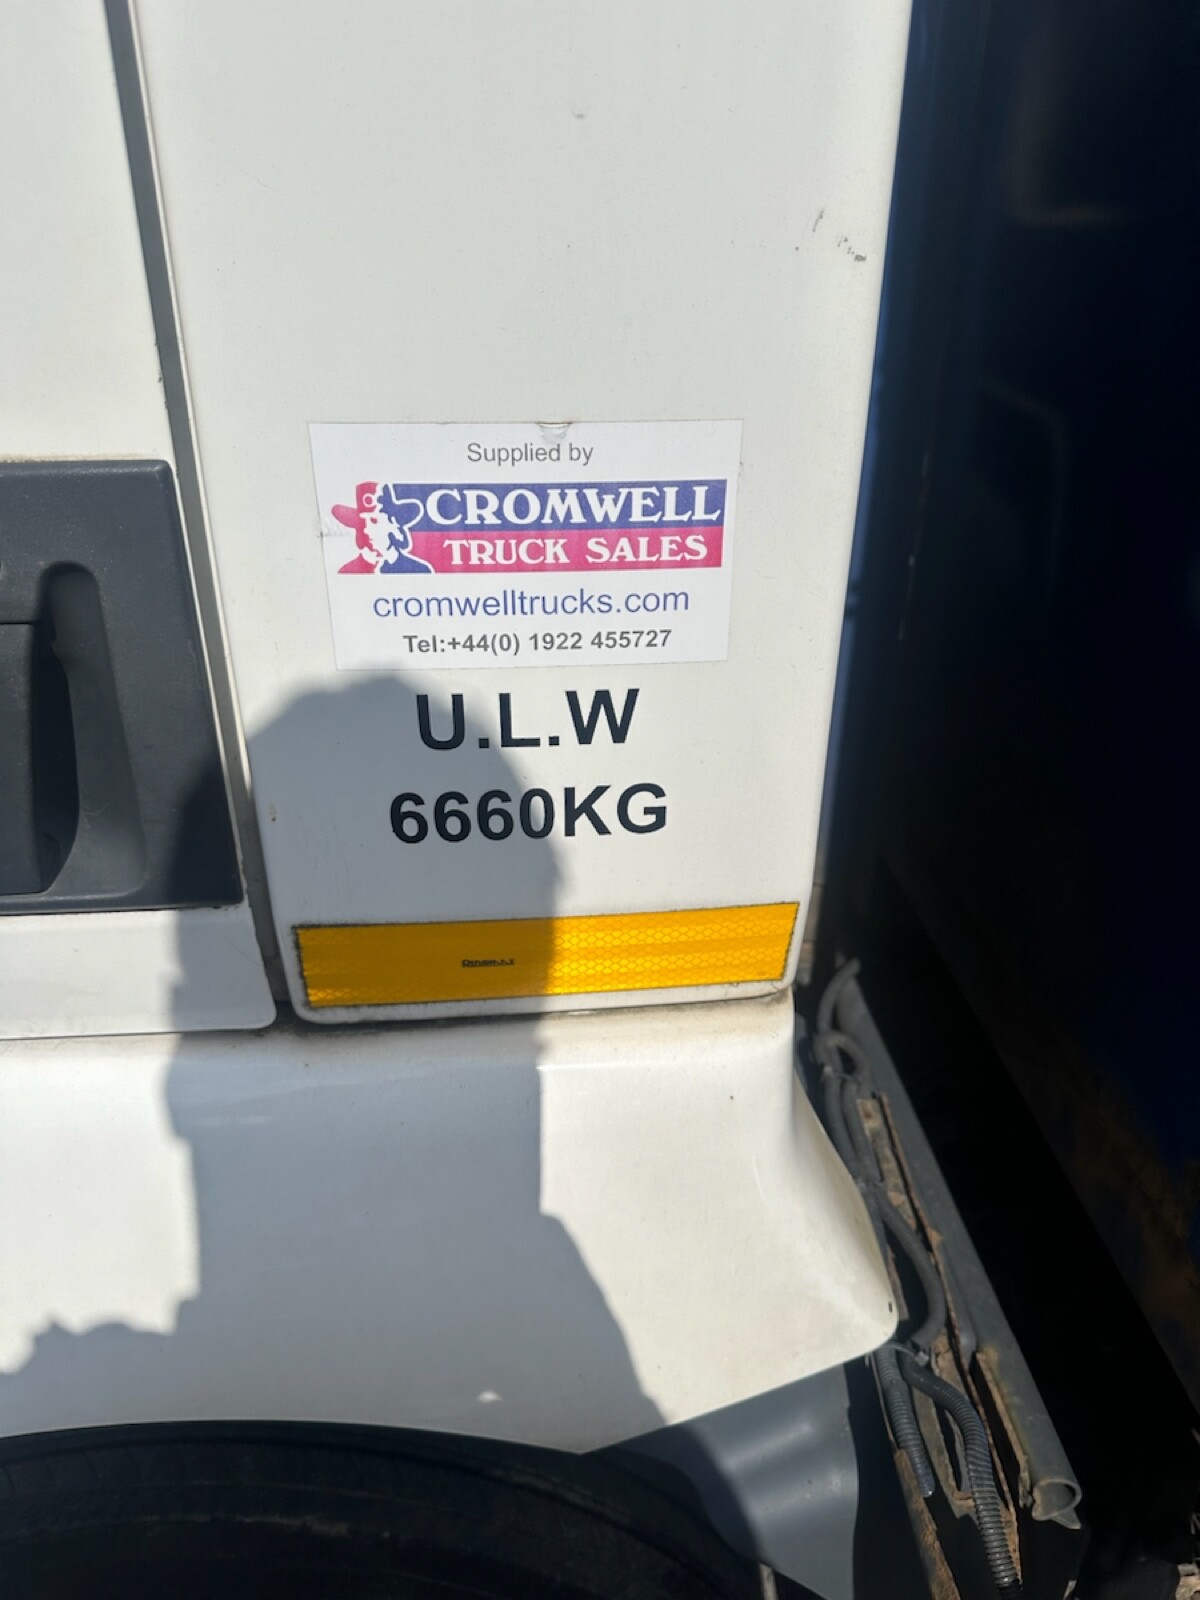 Supplied by
CROMWELL
TRUCK SALES
cromwelltrucks.com
Tel:+44(0) 1922 455727
U.L.W
6660KG